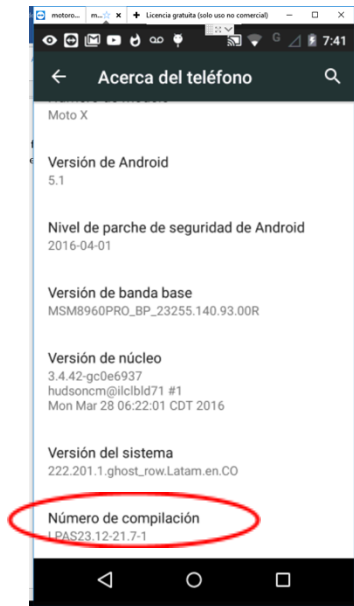 motoro...
m...
Licencia gratuita (solo uso no comercial)
G
7:41
Acerca del teléfono
Número de modelo
Moto X
Versión de Android
5.1
Nivel de parche de seguridad de Android
2016-04-01
Versión de banda base
MSM8960PRO_BP_23255.140.93.00R
Versión de núcleo
3.4.42-gc0e6937
hudsoncm@ilclbld71 #1
Mon Mar 28 06:22:01 CDT 2016
Versión del sistema
222.201.1.ghost_row.Latam.en.CO
Número de compilación
LPAS23.12-21.7-1